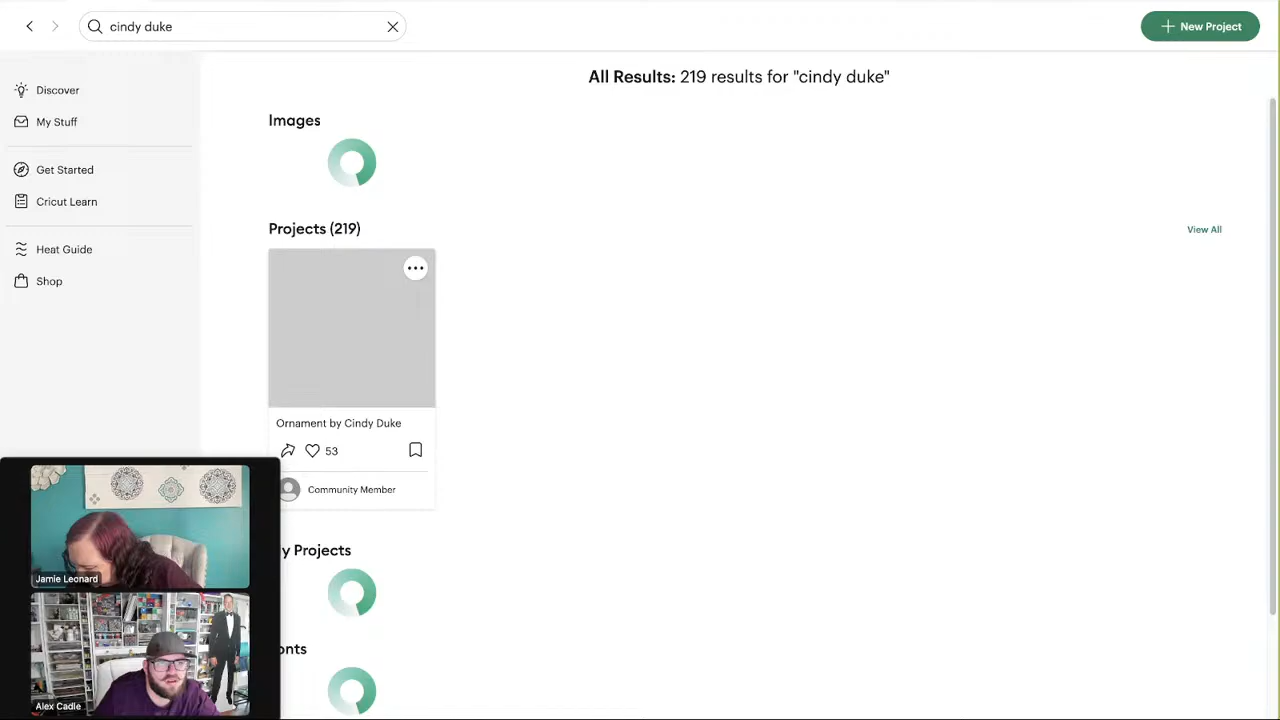 cindy duke
New Project
All Results: 219 results for "cindy duke"
Discover
My Stuff
Get Started
Cricut Learn
Heat Guide
Shop
Images
Projects (219)
View All
Ornament by Cindy Duke
53
Community Member
y Projects
onts
Jamie Leonard
Alex Cadle